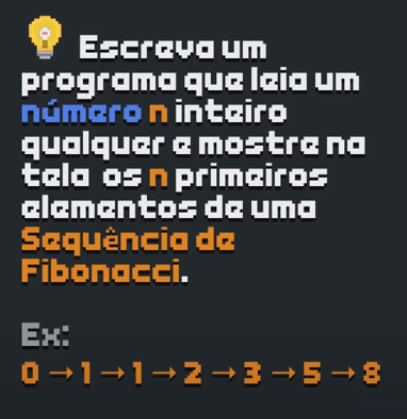 Escreva um
programa que leia um
número n inteiro
qualquer e mostre na
tela os n primeiros
elementos de uma
Sequência de
Fibonacci.
Ex:
0 → 1 → 1 → 2 → 3 → 5 → 8